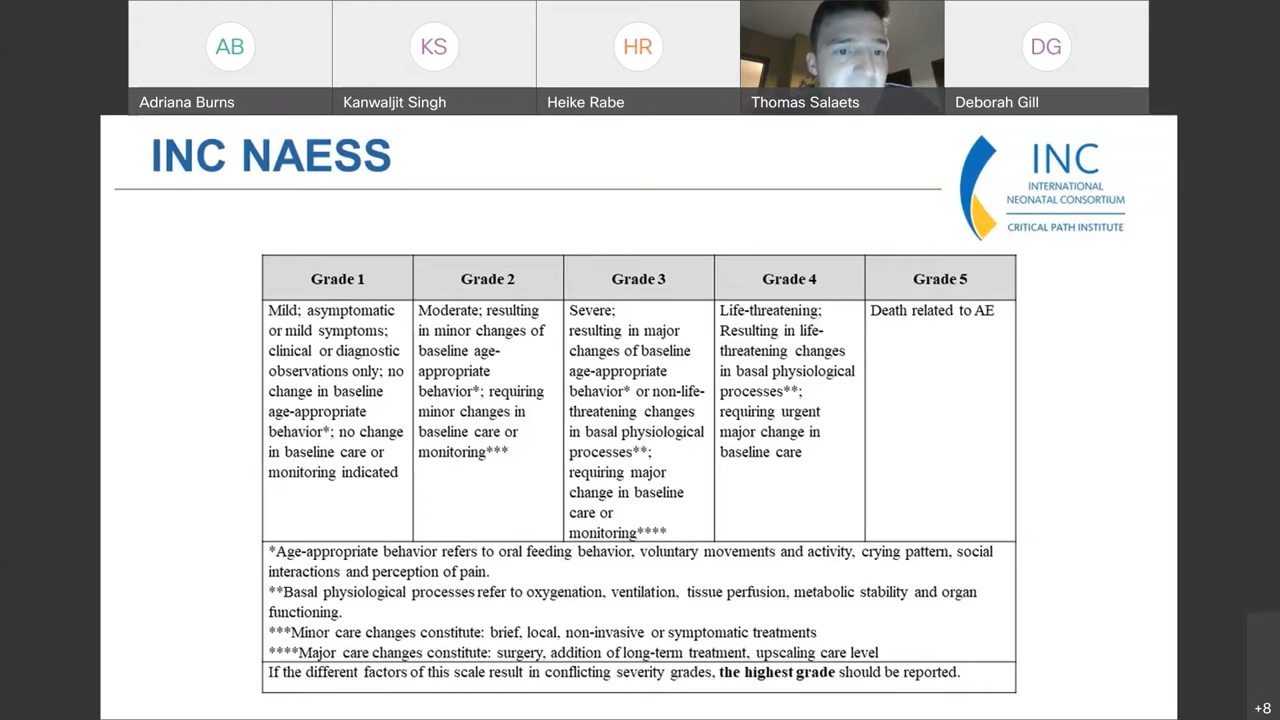 AB
KS
HR
DG
Adriana Burns
Kanwaljit Singh
Heike Rabe
Thomas Salaets
Deborah Gill
INC NAESS
INC
INTERNATIONAL
NEONATAL CONSORTIUM
CRITICAL PATH INSTITUTE
Grade 1
Grade 2
Grade 3
Grade 4
Grade 5
Mild; asymptomatic
or mild symptoms;
clinical or diagnostic
observations only; no
change in baseline
age-appropriate
behavior*; no change
in baseline care or
monitoring indicated
Moderate; resulting
in minor changes of
baseline age-
appropriate
behavior*; requiring
minor changes in
baseline care or
monitoring***
Severe;
resulting in major
changes of baseline
age-appropriate
behavior* or non-life-
threatening changes
in basal physiological
processes**;
requiring major
change in baseline
care or
monitoring****
Life-threatening;
Resulting in life-
threatening changes
in basal physiological
processes**;
requiring urgent
major change in
baseline care
Death related to AE
*Age-appropriate behavior refers to oral feeding behavior, voluntary movements and activity, crying pattern, social
interactions and perception of pain.
**Basal physiological processes refer to oxygenation, ventilation, tissue perfusion, metabolic stability and organ
functioning.
***Minor care changes constitute: brief, local, non-invasive or symptomatic treatments
****Major care changes constitute: surgery, addition of long-term treatment, upscaling care level
If the different factors of this scale result in conflicting severity grades, the highest grade should be reported.
+8